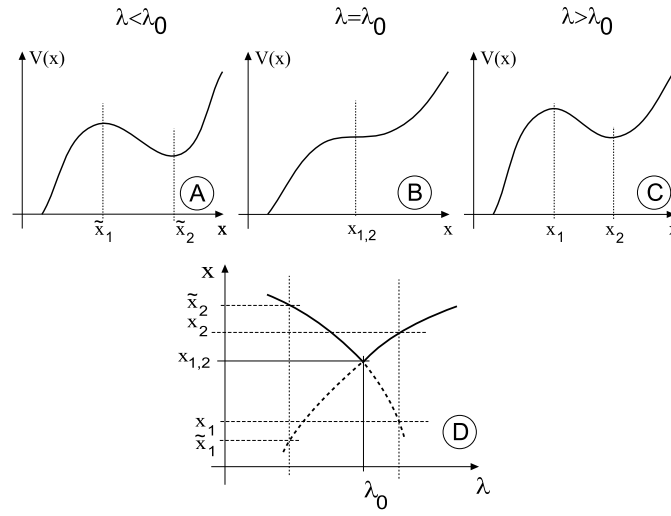 λ<λ₀
λ=λ₀
λ>λ₀
V(x)
V(x)
V(x)
A
B
C
x̃₁
x̃₂
x
x₁,₂
x
x₁
x₂
x
x̃₂
x₂
x₁,₂
x₁
x̃₁
D
λ₀
λ